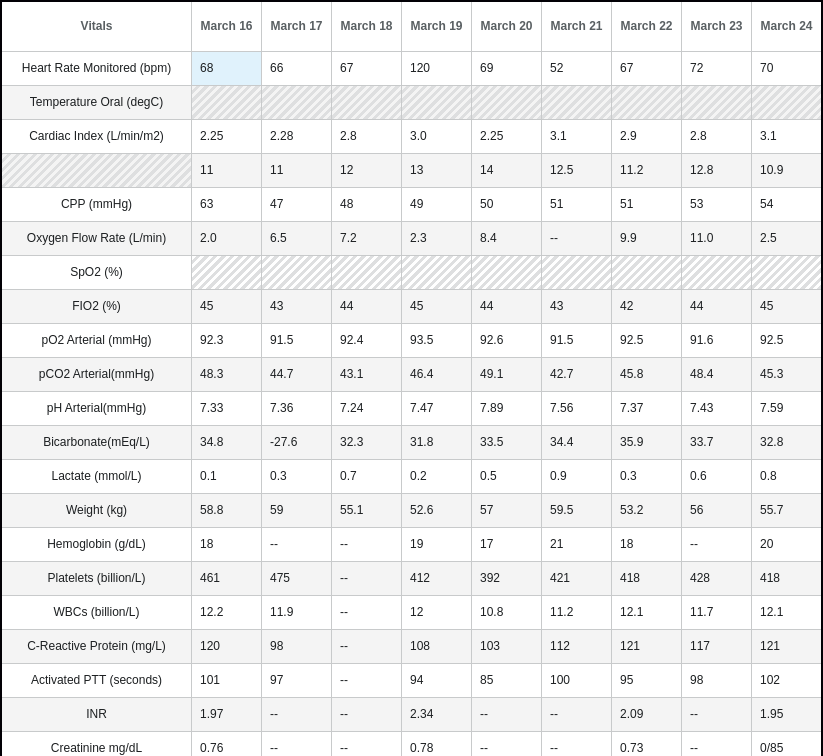 Vitals March 16 March 17 March 18 March 19 March 20 March 21 March 22 March 23 March 24
Heart Rate Monitored (bpm) 68 66 67 120 69 52 67 72 70
Temperature Oral (degC)
Cardiac Index (L/min/m2) 2.25 2.28 2.8 3.0 2.25 3.1 2.9 2.8 3.1
11 11 12 13 14 12.5 11.2 12.8 10.9
CPP (mmHg) 63 47 48 49 50 51 51 53 54
Oxygen Flow Rate (L/min) 2.0 6.5 7.2 2.3 8.4 -- 9.9 11.0 2.5
SpO2 (%)
FIO2 (%) 45 43 44 45 44 43 42 44 45
pO2 Arterial (mmHg) 92.3 91.5 92.4 93.5 92.6 91.5 92.5 91.6 92.5
pCO2 Arterial(mmHg) 48.3 44.7 43.1 46.4 49.1 42.7 45.8 48.4 45.3
pH Arterial(mmHg) 7.33 7.36 7.24 7.47 7.89 7.56 7.37 7.43 7.59
Bicarbonate(mEq/L) 34.8 -27.6 32.3 31.8 33.5 34.4 35.9 33.7 32.8
Lactate (mmol/L) 0.1 0.3 0.7 0.2 0.5 0.9 0.3 0.6 0.8
Weight (kg) 58.8 59 55.1 52.6 57 59.5 53.2 56 55.7
Hemoglobin (g/dL) 18 -- -- 19 17 21 18 -- 20
Platelets (billion/L) 461 475 -- 412 392 421 418 428 418
WBCs (billion/L) 12.2 11.9 -- 12 10.8 11.2 12.1 11.7 12.1
C-Reactive Protein (mg/L) 120 98 -- 108 103 112 121 117 121
Activated PTT (seconds) 101 97 -- 94 85 100 95 98 102
INR 1.97 -- -- 2.34 -- -- 2.09 -- 1.95
Creatinine mg/dL 0.76 -- -- 0.78 -- -- 0.73 -- 0/85